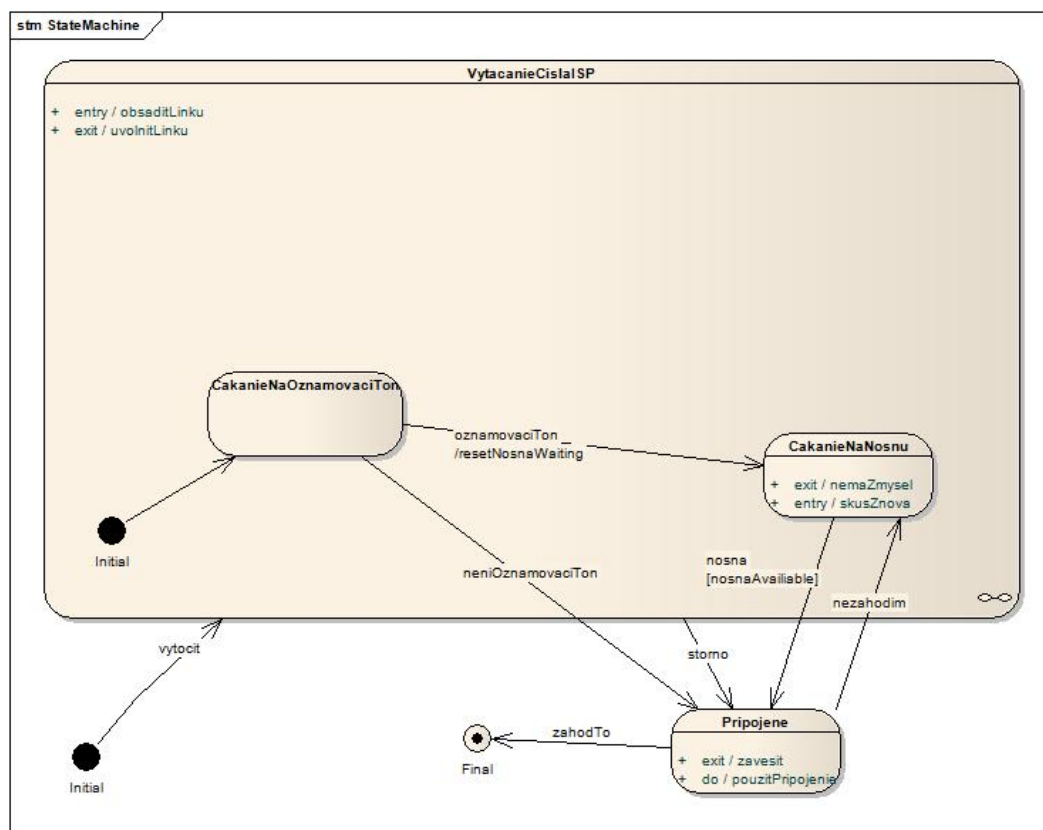 stm StateMachine
VytacanieCislaISP
+ entry / obsaditLinku
+ exit / uvolnitLinku
CakanieNaOznamovaciTon
oznamovaciTon
/resetNosnaWaiting
CakanieNaNosnu
+ exit / nemaZmysel
+ entry / skusZnova
Initial
neniOznamovaciTon
nosna
[nosnaAvailiable]
nezahodim
vytocit
storno
Pripojene
+ exit / zavesit
+ do / pouzitPripojenie
zahodTo
Final
Initial